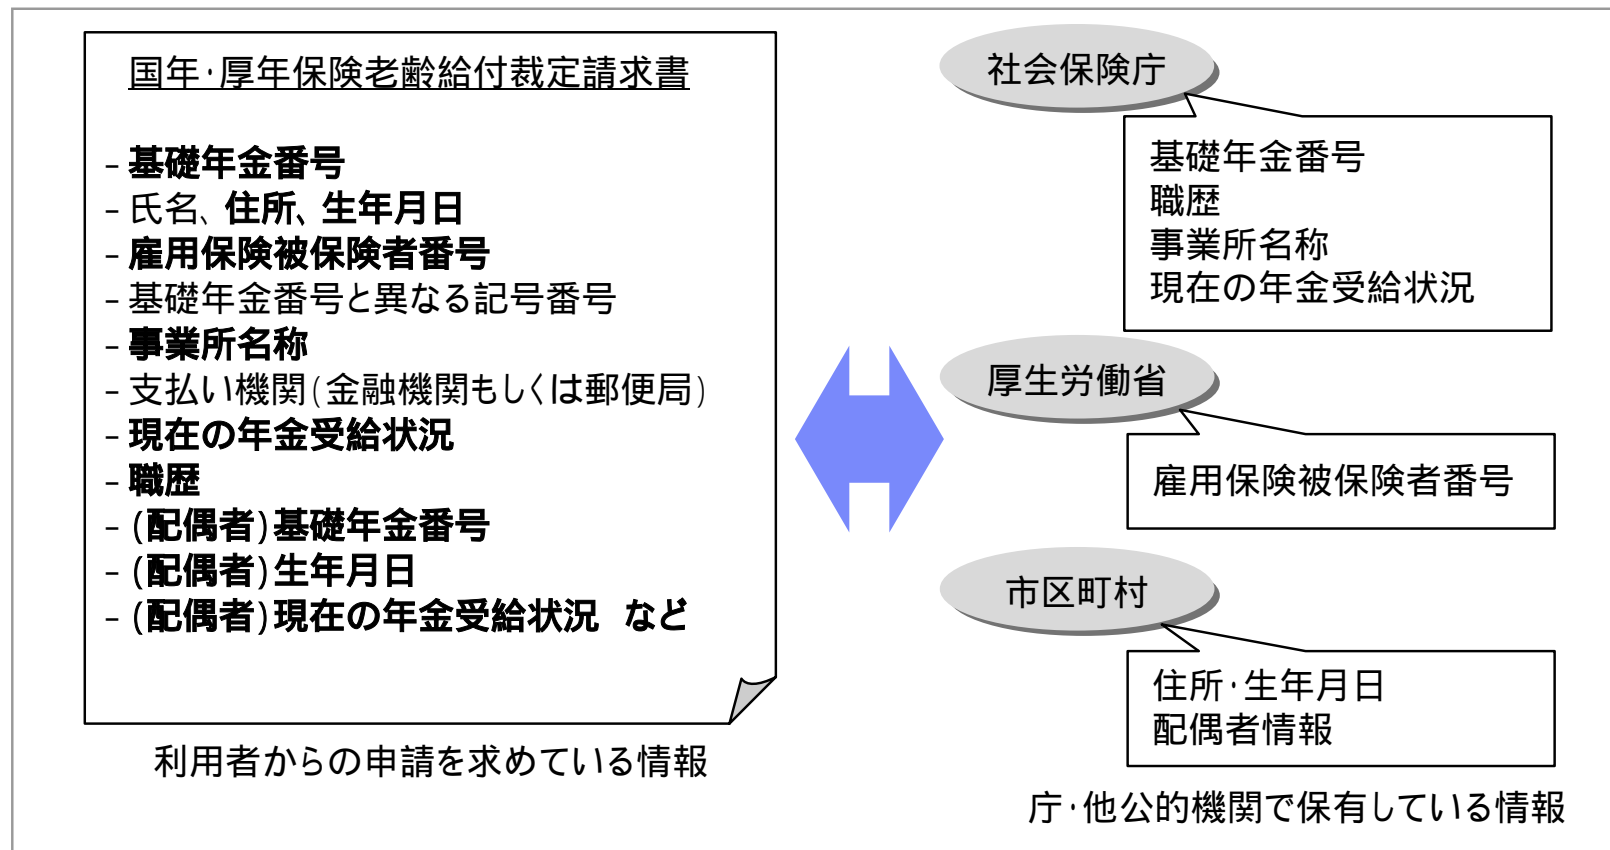 国年・厚年保険老齢給付裁定請求書
– 基礎年金番号
– 氏名、住所、生年月日
– 雇用保険被保険者番号
– 基礎年金番号と異なる記号番号
– 事業所名称
– 支払い機関(金融機関もしくは郵便局)
– 現在の年金受給状況
– 職歴
– (配偶者)基礎年金番号
– (配偶者)生年月日
– (配偶者)現在の年金受給状況　など
利用者からの申請を求めている情報
社会保険庁
基礎年金番号
職歴
事業所名称
現在の年金受給状況
厚生労働省
雇用保険被保険者番号
市区町村
住所・生年月日
配偶者情報
庁・他公的機関で保有している情報